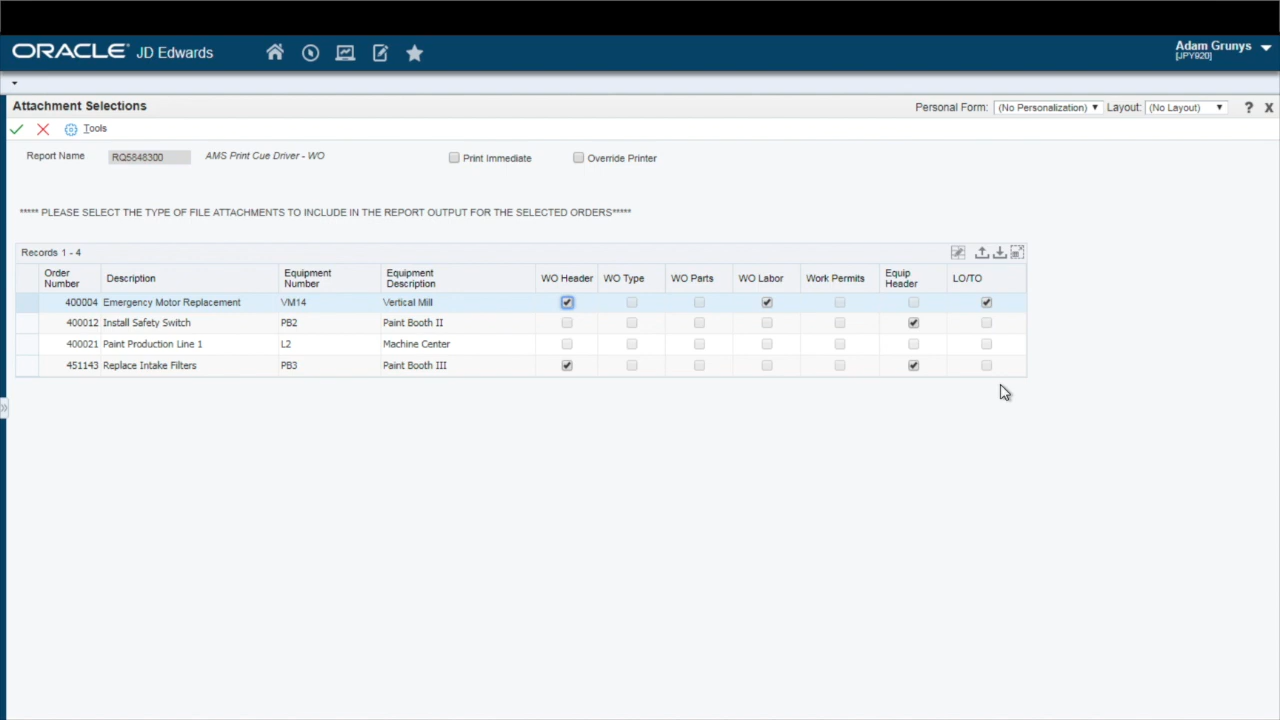 ORACLE® JD Edwards
Adam Grunys
[JPY920]
Attachment Selections
Personal Form: (No Personalization) Layout: (No Layout)
? X
Tools
Report Name RQ5848300 AMS Print Cue Driver - WO Print Immediate Override Printer
***** PLEASE SELECT THE TYPE OF FILE ATTACHMENTS TO INCLUDE IN THE REPORT OUTPUT FOR THE SELECTED ORDERS*****
Records 1 - 4
Order Number Description Equipment Number Equipment Description WO Header WO Type WO Parts WO Labor Work Permits Equip Header LO/TO
400004 Emergency Motor Replacement VM14 Vertical Mill
400012 Install Safety Switch PB2 Paint Booth II
400021 Paint Production Line 1 L2 Machine Center
451143 Replace Intake Filters PB3 Paint Booth III